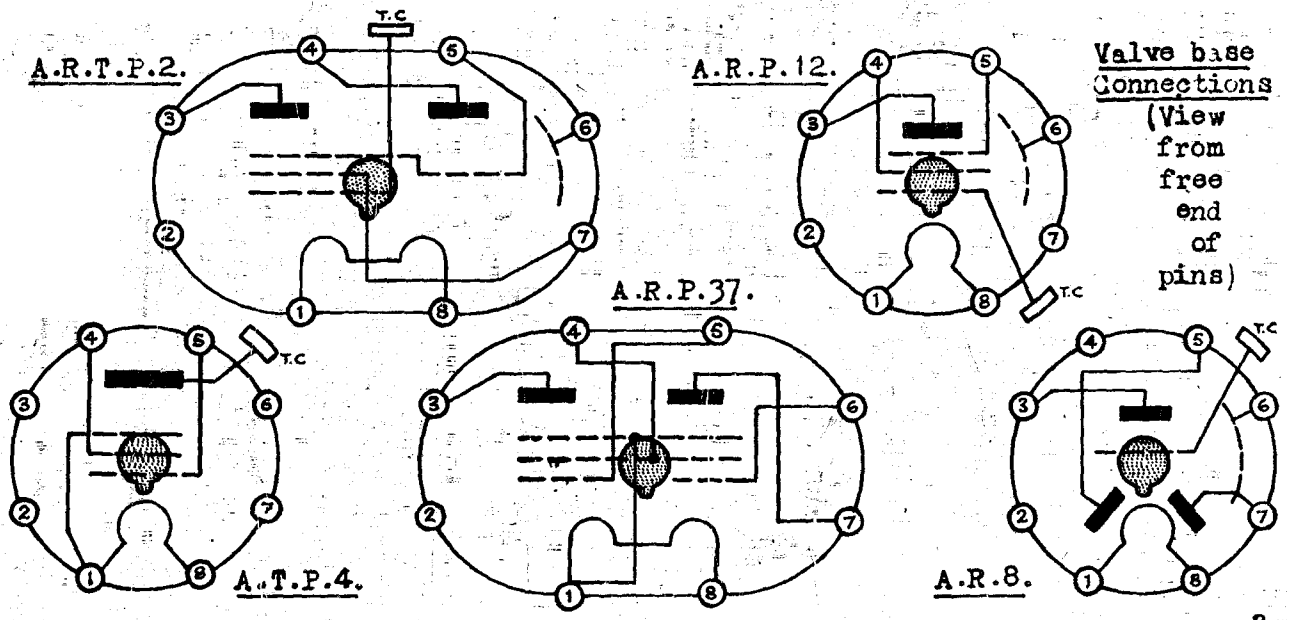 A.R.T.P.2.
T.C
4
5
3
6
2
7
1
8
A.R.P.12.
4
5
3
6
2
7
1
8
T.C
Valve base
Connections
(View
from
free
end
of
pins)
A.R.P.37.
4
5
3
6
2
7
1
8
A.T.P.4.
4
5
T.C
3
6
2
7
1
8
A.R.8.
4
5
T.C
3
6
2
7
1
8